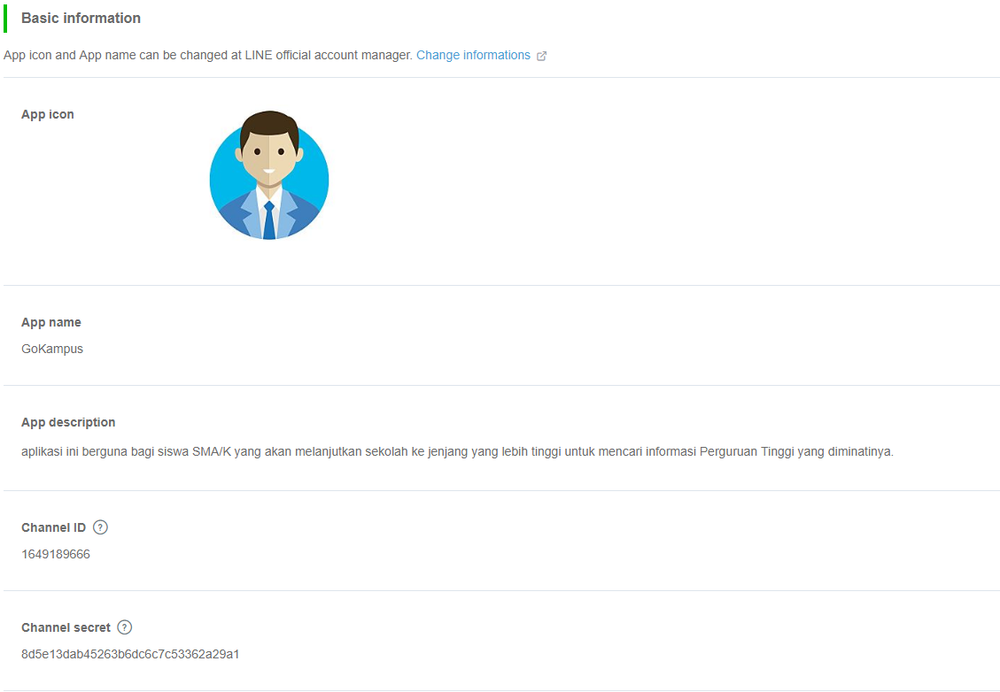 Basic information
App icon and App name can be changed at LINE official account manager. Change informations
App icon
App name
GoKampus
App description
aplikasi ini berguna bagi siswa SMA/K yang akan melanjutkan sekolah ke jenjang yang lebih tinggi untuk mencari informasi Perguruan Tinggi yang diminatinya.
Channel ID ?
1649189666
Channel secret ?
8d5e13dab45263b6dc6c7c53362a29a1